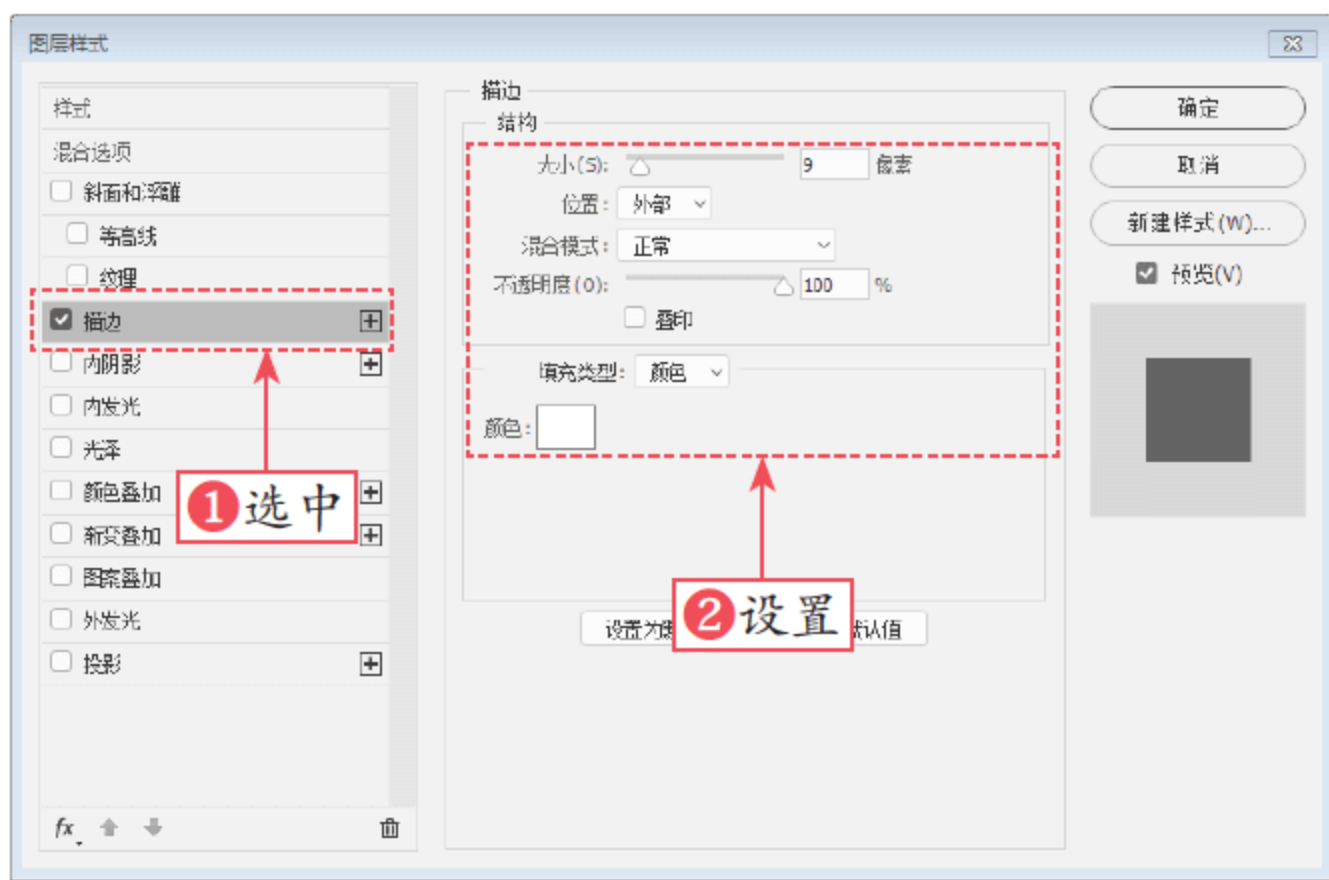 图层样式
样式
混合选项
斜面和浮雕
等高线
纹理
描边
内阴影
内发光
光泽
颜色叠加
渐变叠加
图案叠加
外发光
投影
fx
1选中
描边
结构
大小(S): 9 像素
位置: 外部
混合模式: 正常
不透明度(O): 100 %
叠印
填充类型: 颜色
颜色:
2设置
设置为 认值
确定
取消
新建样式(W)...
预览(V)